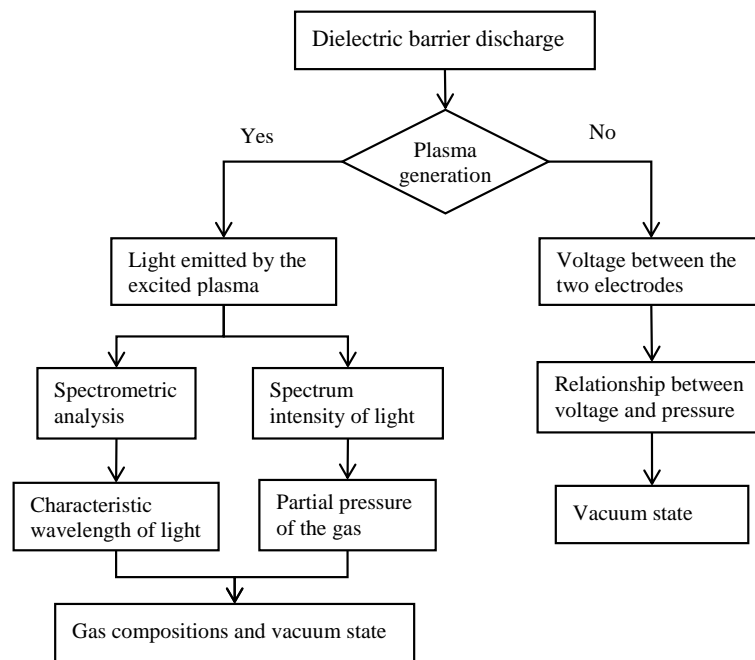 Dielectric barrier discharge
Yes
No
Plasma
generation
Light emitted by the
excited plasma
Voltage between the
two electrodes
Spectrometric
analysis
Spectrum
intensity of light
Relationship between
voltage and pressure
Characteristic
wavelength of light
Partial pressure
of the gas
Vacuum state
Gas compositions and vacuum state